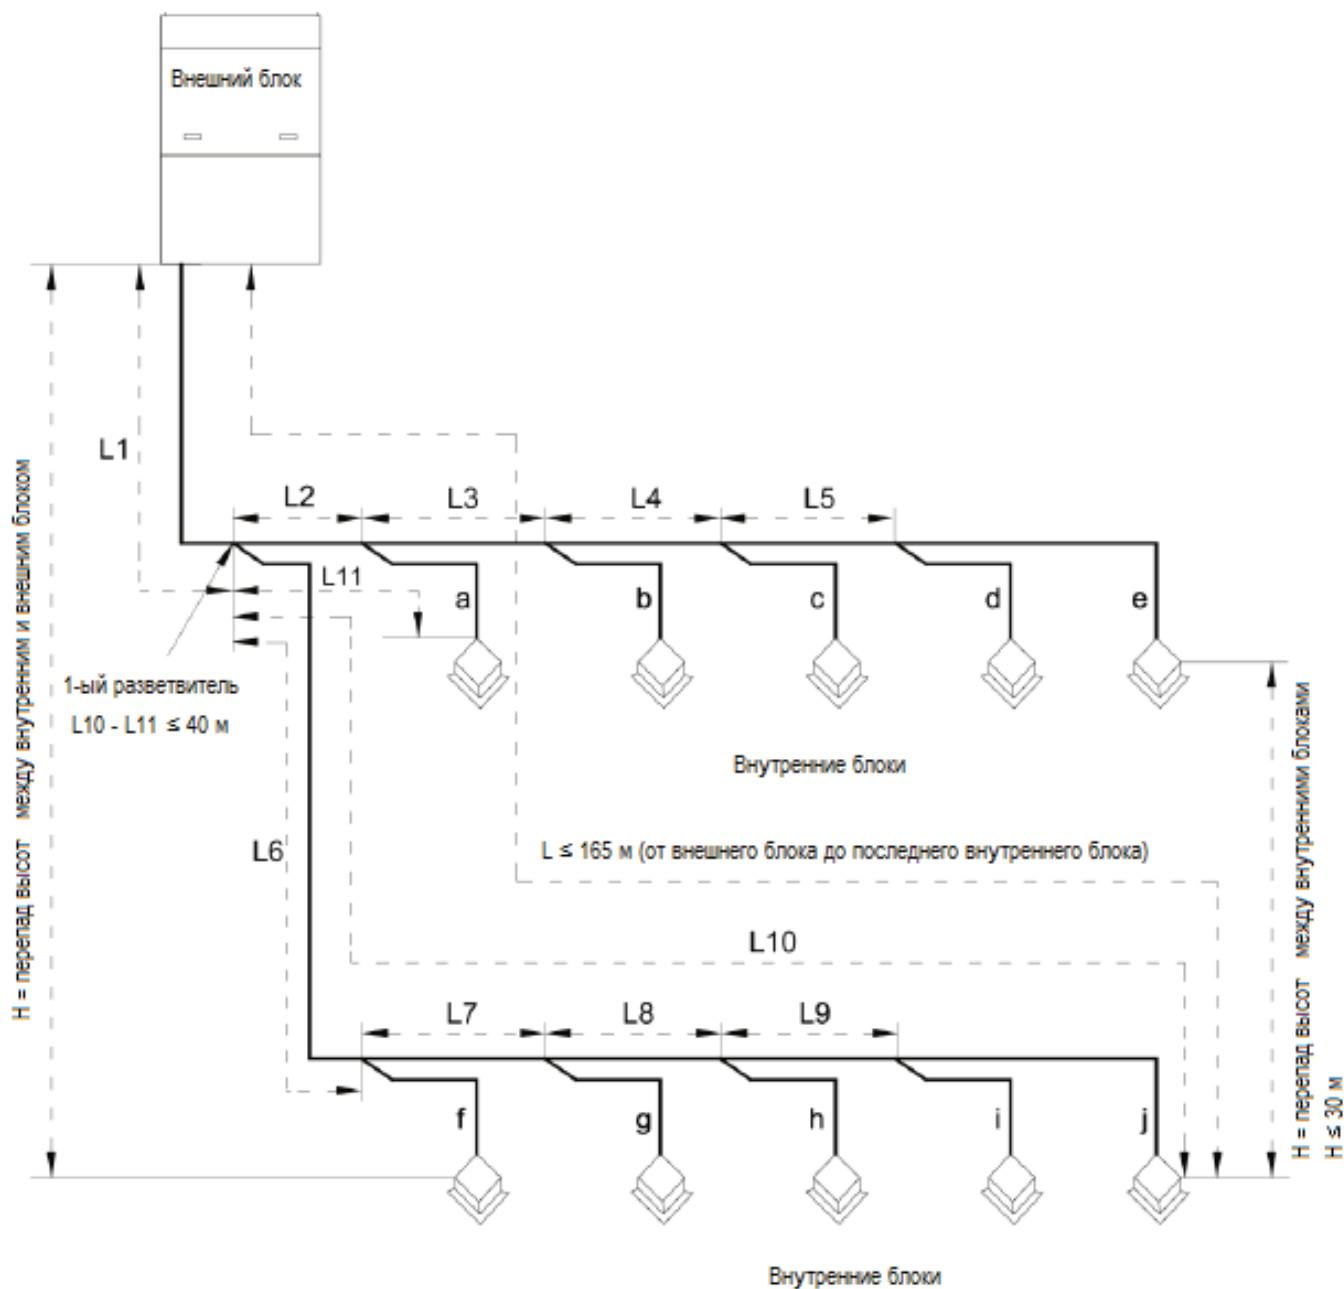 Внешний блок
L1
L2
L3
L4
L5
L11
a
b
c
d
e
1-ый разветвитель
L10 - L11 ≤ 40 м
Внутренние блоки
L6
L ≤ 165 м (от внешнего блока до последнего внутреннего блока)
L10
L7
L8
L9
f
g
h
i
j
Внутренние блоки
H = перепад высот между внутренним и внешним блоком
H = перепад высот между внутренними блоками
H ≤ 30 м